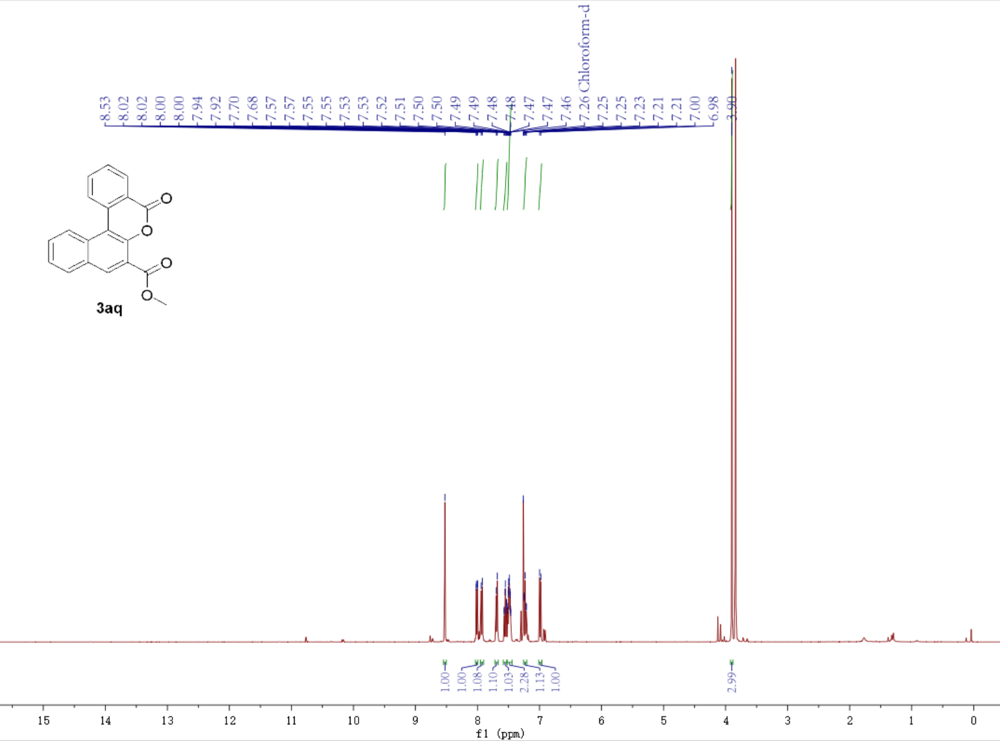 8.53 8.02 8.02 8.00 8.00 7.94 7.92 7.70 7.68 7.57 7.57 7.55 7.55 7.53 7.53 7.52 7.51 7.50 7.50 7.49 7.49 7.48 7.48 7.47 7.47 7.46 7.26 Chloroform-d 7.25 7.25 7.23 7.21 7.21 7.00 6.98 3.90
O
O
O
O
3aq
1.00 1.00 1.08 1.10 1.03 2.28 1.13 1.00 2.99
15 14 13 12 11 10 9 8 7 6 5 4 3 2 1 0
f1 (ppm)